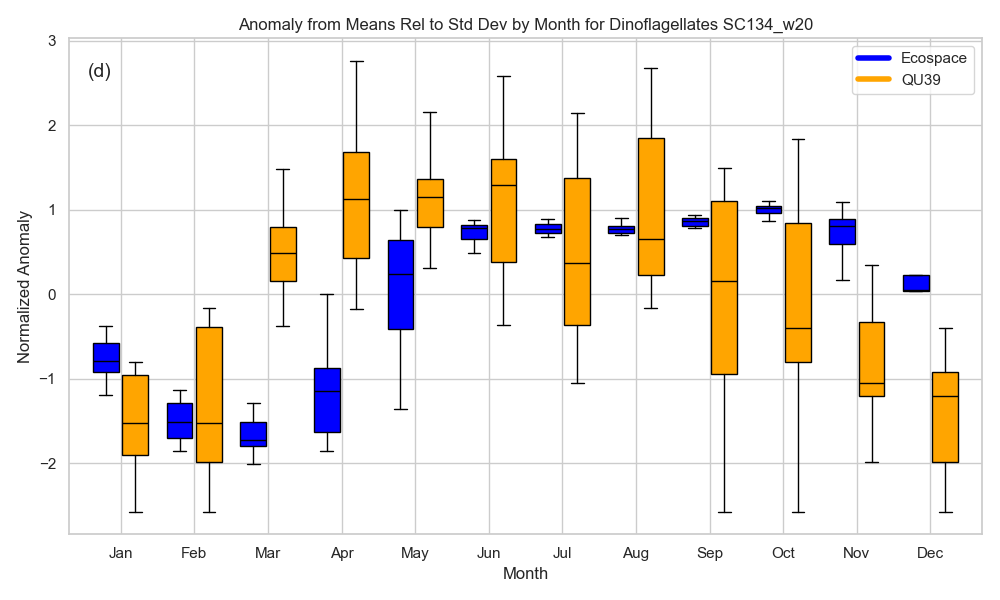 Anomaly from Means Rel to Std Dev by Month for Dinoflagellates SC134_w20
(d)
Ecospace
QU39
Normalized Anomaly
3
2
1
0
−1
−2
Jan Feb Mar Apr May Jun Jul Aug Sep Oct Nov Dec
Month